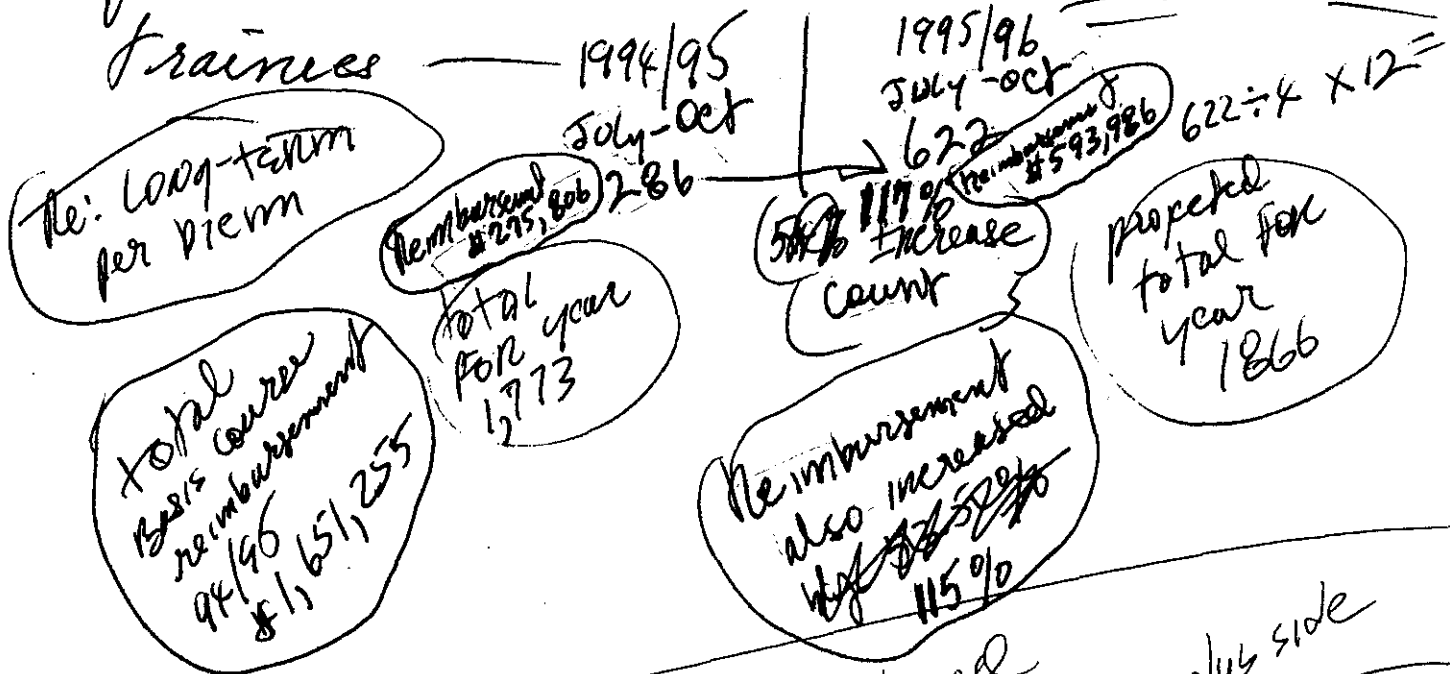 Trainees — 1994/95
July-Oct
286
1995/96
July-Oct
622
117%
Increase
Count
622÷4 x12=
Re: Long-term
per diem
Reimbursement
$275,806
Reimbursement
$593,986
total
for year
1,773
projected
total for
year
1866
total
Basic course
reimbursement
94/96
$1,651,255
Reimbursement
also increased
115%
side